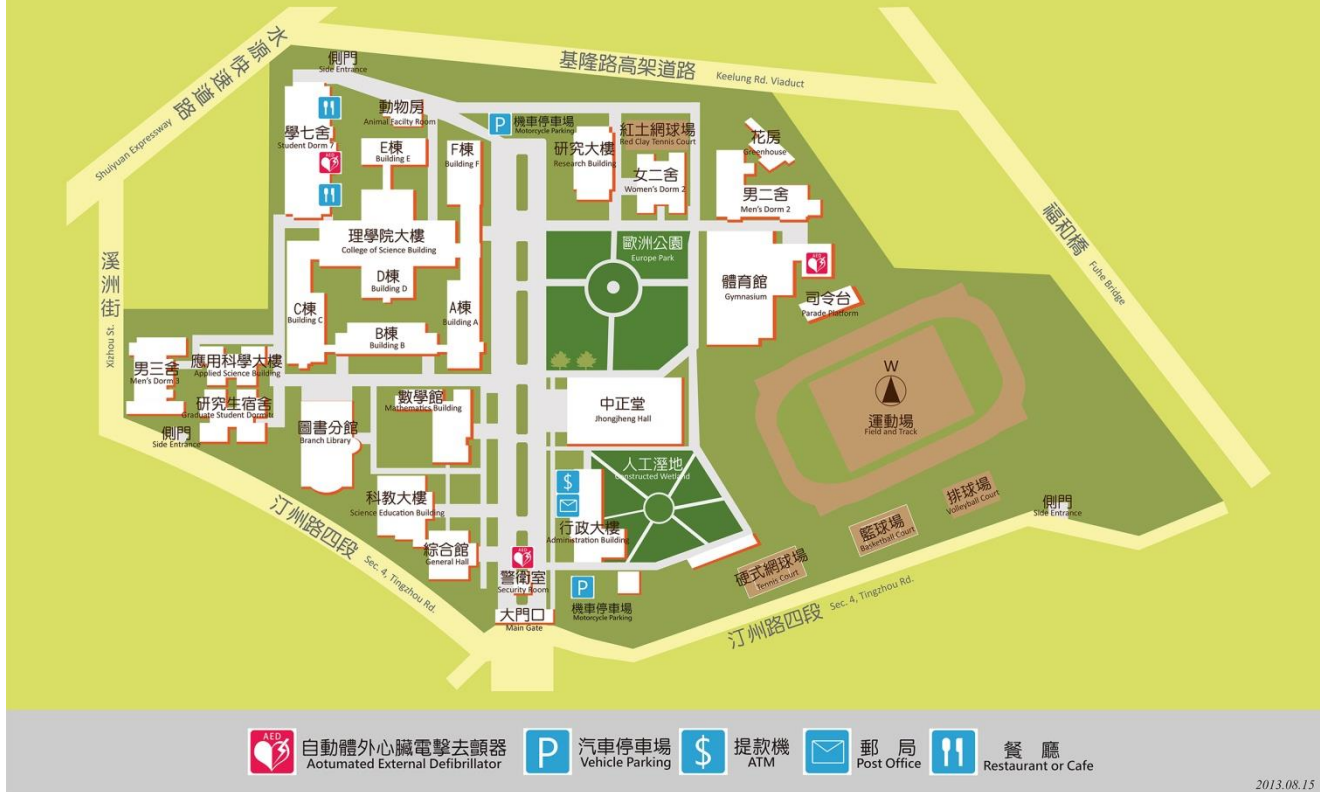 側門
Side Entrance
水源快速道路
Shuiyuan Expressway
基隆路高架道路
Keelung Rd. Viaduct
動物房
Animal Facilty Room
機車停車場
Motorcycle Parking
P
學七舍
Student Dorm 7
AED
E棟
Building E
F棟
Building F
研究大樓
Research Building
紅土網球場
Red Clay Tennis Court
女二舍
Women's Dorm 2
花房
Greenhouse
男二舍
Men's Dorm 2
福和橋
Fuhe Bridge
理學院大樓
College of Science Building
歐洲公園
Europe Park
AED
溪洲街
Xizhou St.
D棟
Building D
C棟
Building C
A棟
Building A
B棟
Building B
體育館
Gymnasium
司令台
Parade Platform
男三舍
Men's Dorm 3
應用科學大樓
Applied Science Building
研究生宿舍
側門
Side Entrance
圖書分館
Branch Library
數學館
Mathematics Building
中正堂
Jhongjheng Hall
W
運動場
Field and Track
人工溼地
Constructed Wetland
$
科教大樓
Science Education Building
行政大樓
Administration Building
排球場
Volleyball Court
側門
Side Entrance
籃球場
Basketball Court
硬式網球場
Tennis Court
綜合館
General Hall
AED
警衛室
Security Room
P
機車停車場
Motorcycle Parking
大門口
Main Gate
汀州路四段
Sec. 4, Tingzhou Rd.
汀州路四段
Sec. 4, Tingzhou Rd.
AED
自動體外心臟電擊去顫器
Aotumated External Defibrillator
P
汽車停車場
Vehicle Parking
$
提款機
ATM
郵 局
Post Office
餐 廳
Restaurant or Cafe
2013.08.15